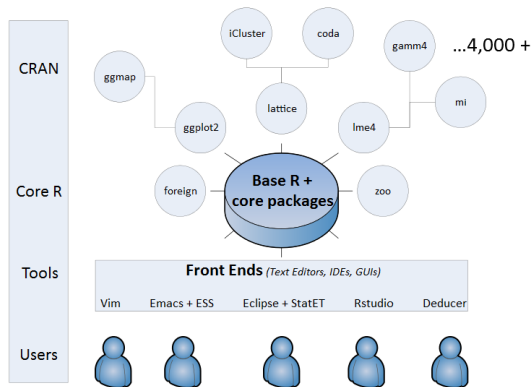 CRAN
iCluster
coda
gamm4
...4,000 +
ggmap
mi
lattice
ggplot2
lme4
Core R
foreign
Base R +
core packages
zoo
Tools
Front Ends (Text Editors, IDEs, GUIs)
Vim
Emacs + ESS
Eclipse + StatET
Rstudio
Deducer
Users